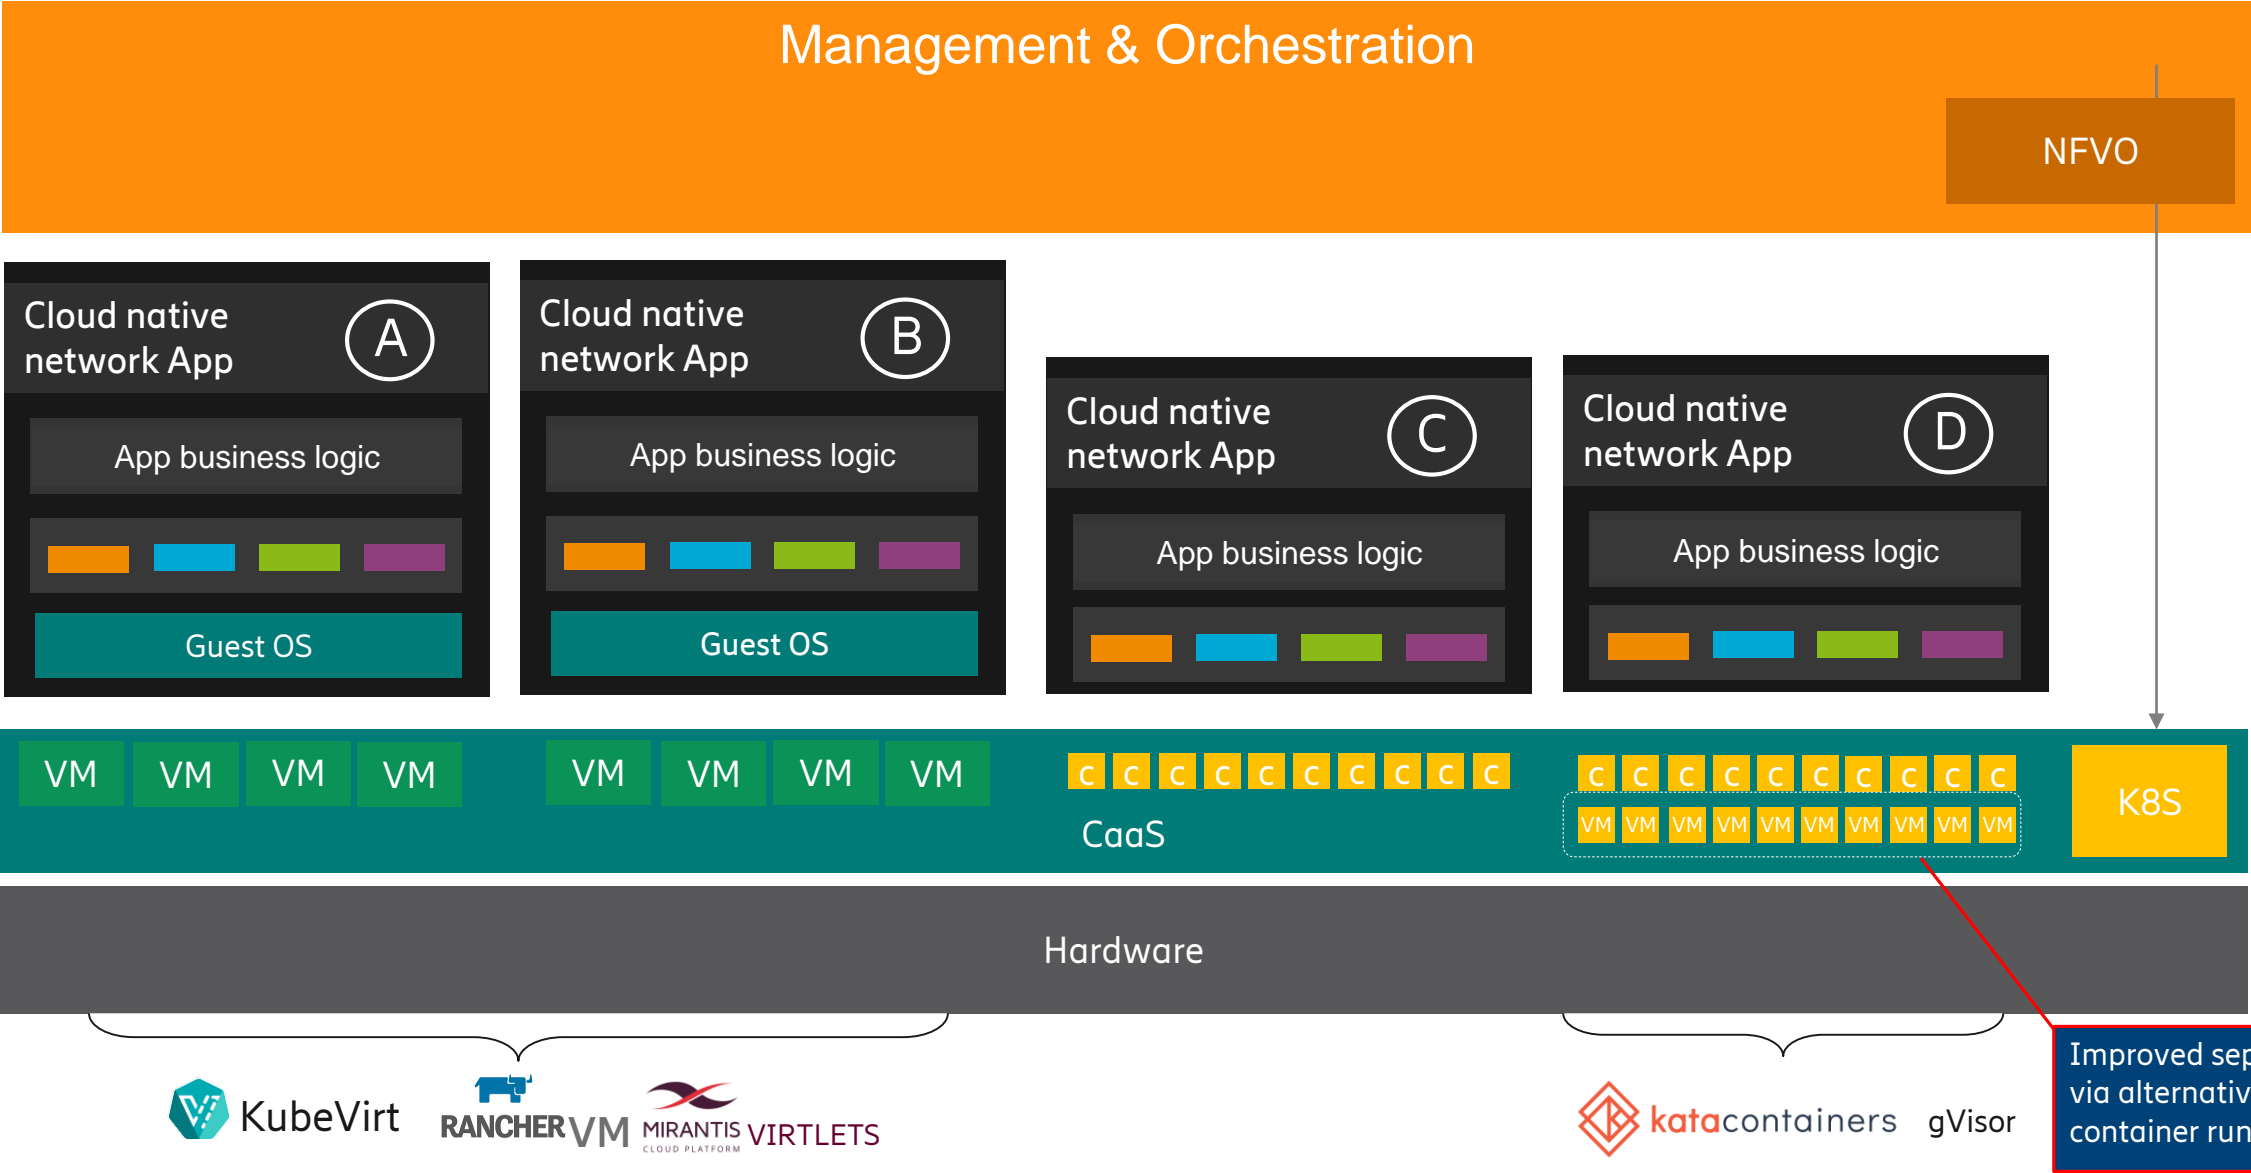 Management & Orchestration
NFVO
Cloud native
network App
A
App business logic
Guest OS
Cloud native
network App
B
App business logic
Guest OS
Cloud native
network App
C
App business logic
Cloud native
network App
D
App business logic
VM VM VM VM
VM VM VM VM
C C C C C C C C C C
C C C C C C C C C C
VM VM VM VM VM VM VM VM VM VM
CaaS
K8S
Hardware
KubeVirt
RANCHER VM
MIRANTIS
CLOUD PLATFORM
VIRTLETS
katacontainers
gVisor
Improved
via
container